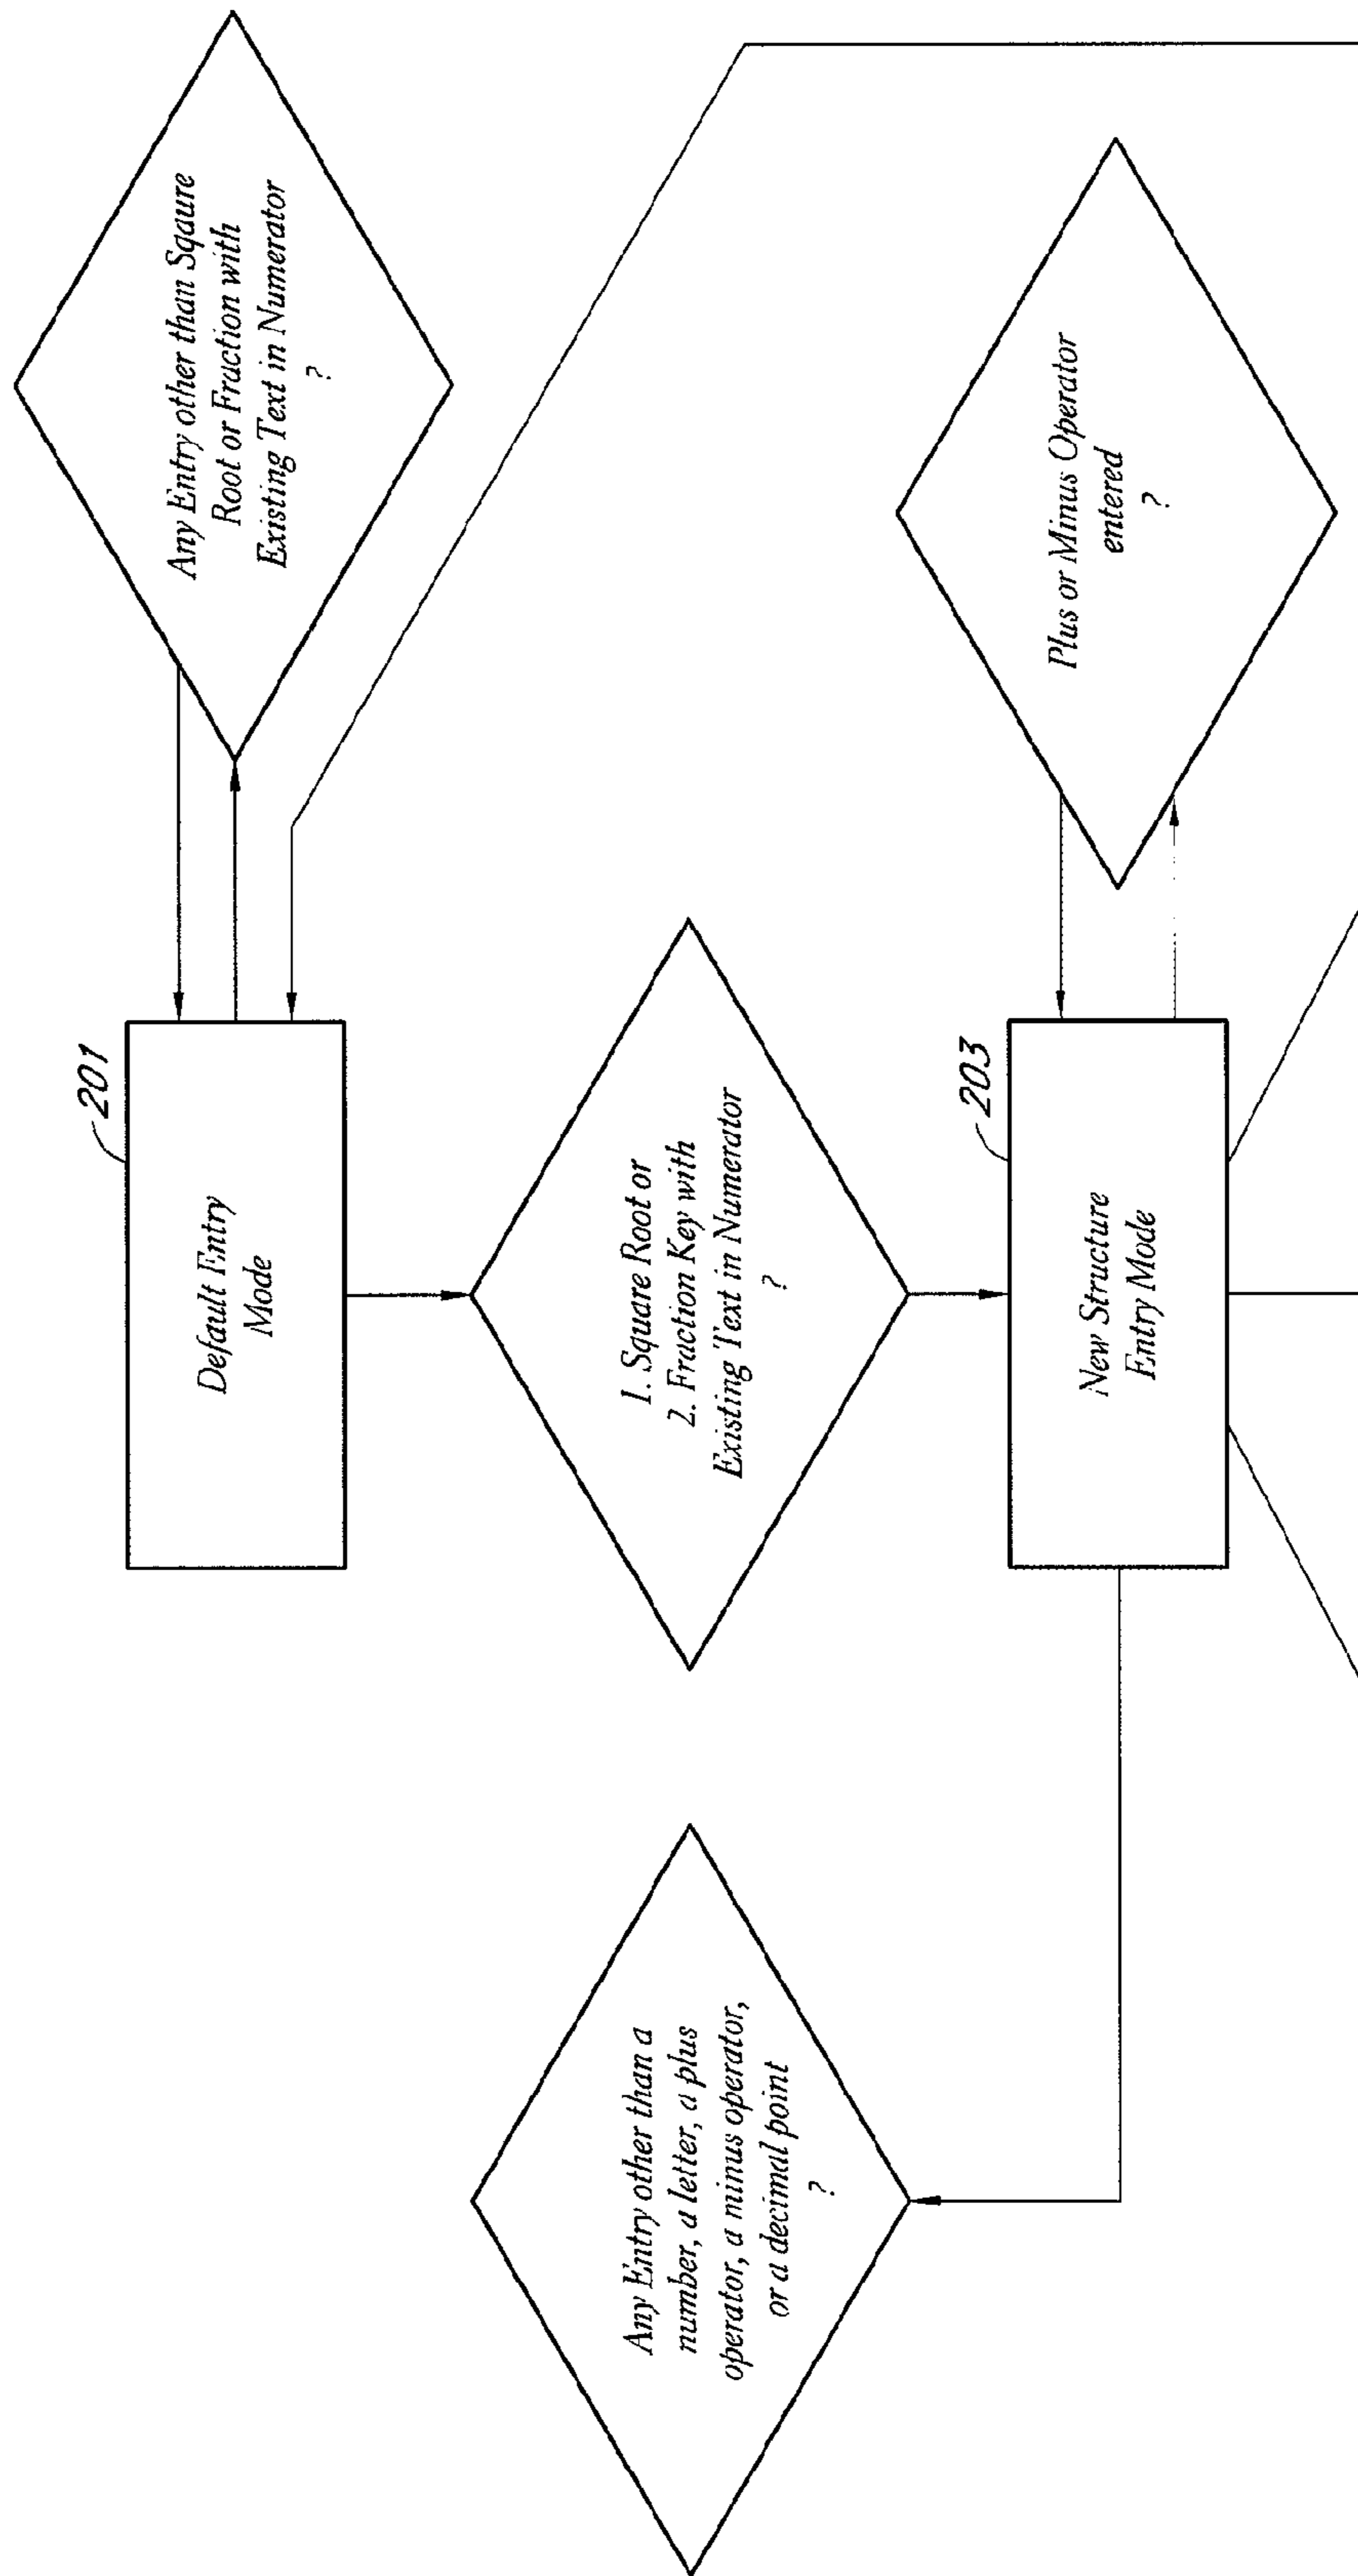 Any Entry other than Sqaure
Root or Fraction with
Existing Text in Numerator
?
201
Default Entry
Mode
1. Square Root or
2. Fraction Key with
Existing Text in Numerator
?
Plus or Minus Operator
entered
?
203
New Structure
Entry Mode
Any Entry other than a
number, a letter, a plus
operator, a minus operator,
or a decimal point
?